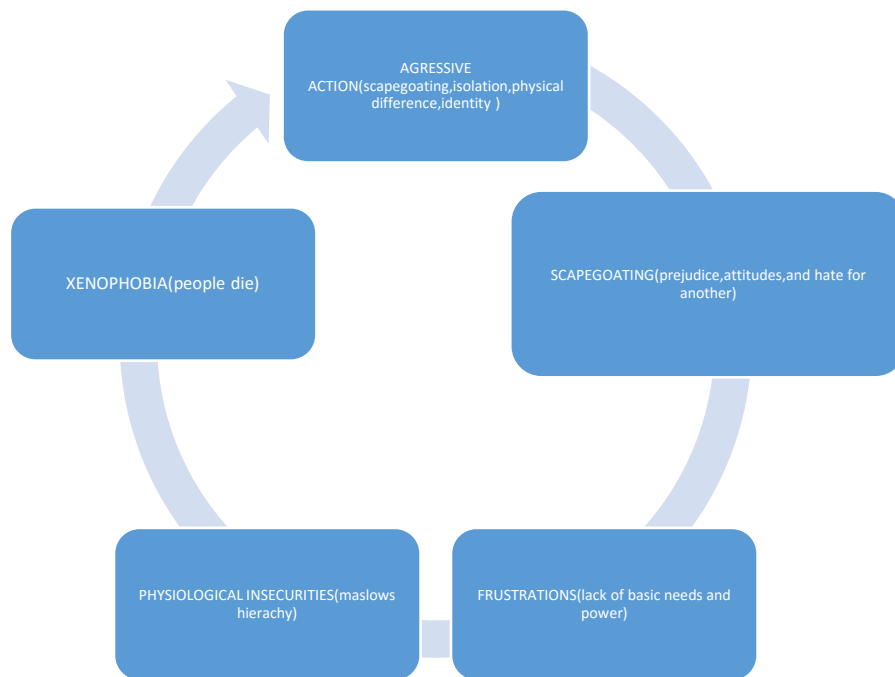 AGRESSIVE
ACTION(scapegoating,isolation,physical
difference,identity )
SCAPEGOATING(prejudice,attitudes,and hate for
another)
FRUSTRATIONS(lack of basic needs and
power)
PHYSIOLOGICAL INSECURITIES(maslows
hierachy)
XENOPHOBIA(people die)